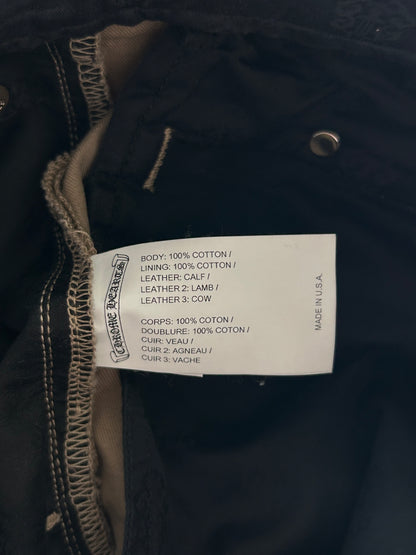 CHROME HEARTS
BODY: 100% COTTON /
LINING: 100% COTTON /
LEATHER: CALF /
LEATHER 2: LAMB /
LEATHER 3: COW
CORPS: 100% COTON /
DOUBLURE: 100% COTON /
CUIR: VEAU /
CUIR 2: AGNEAU /
CUIR 3: VACHE
MADE IN U.S.A.